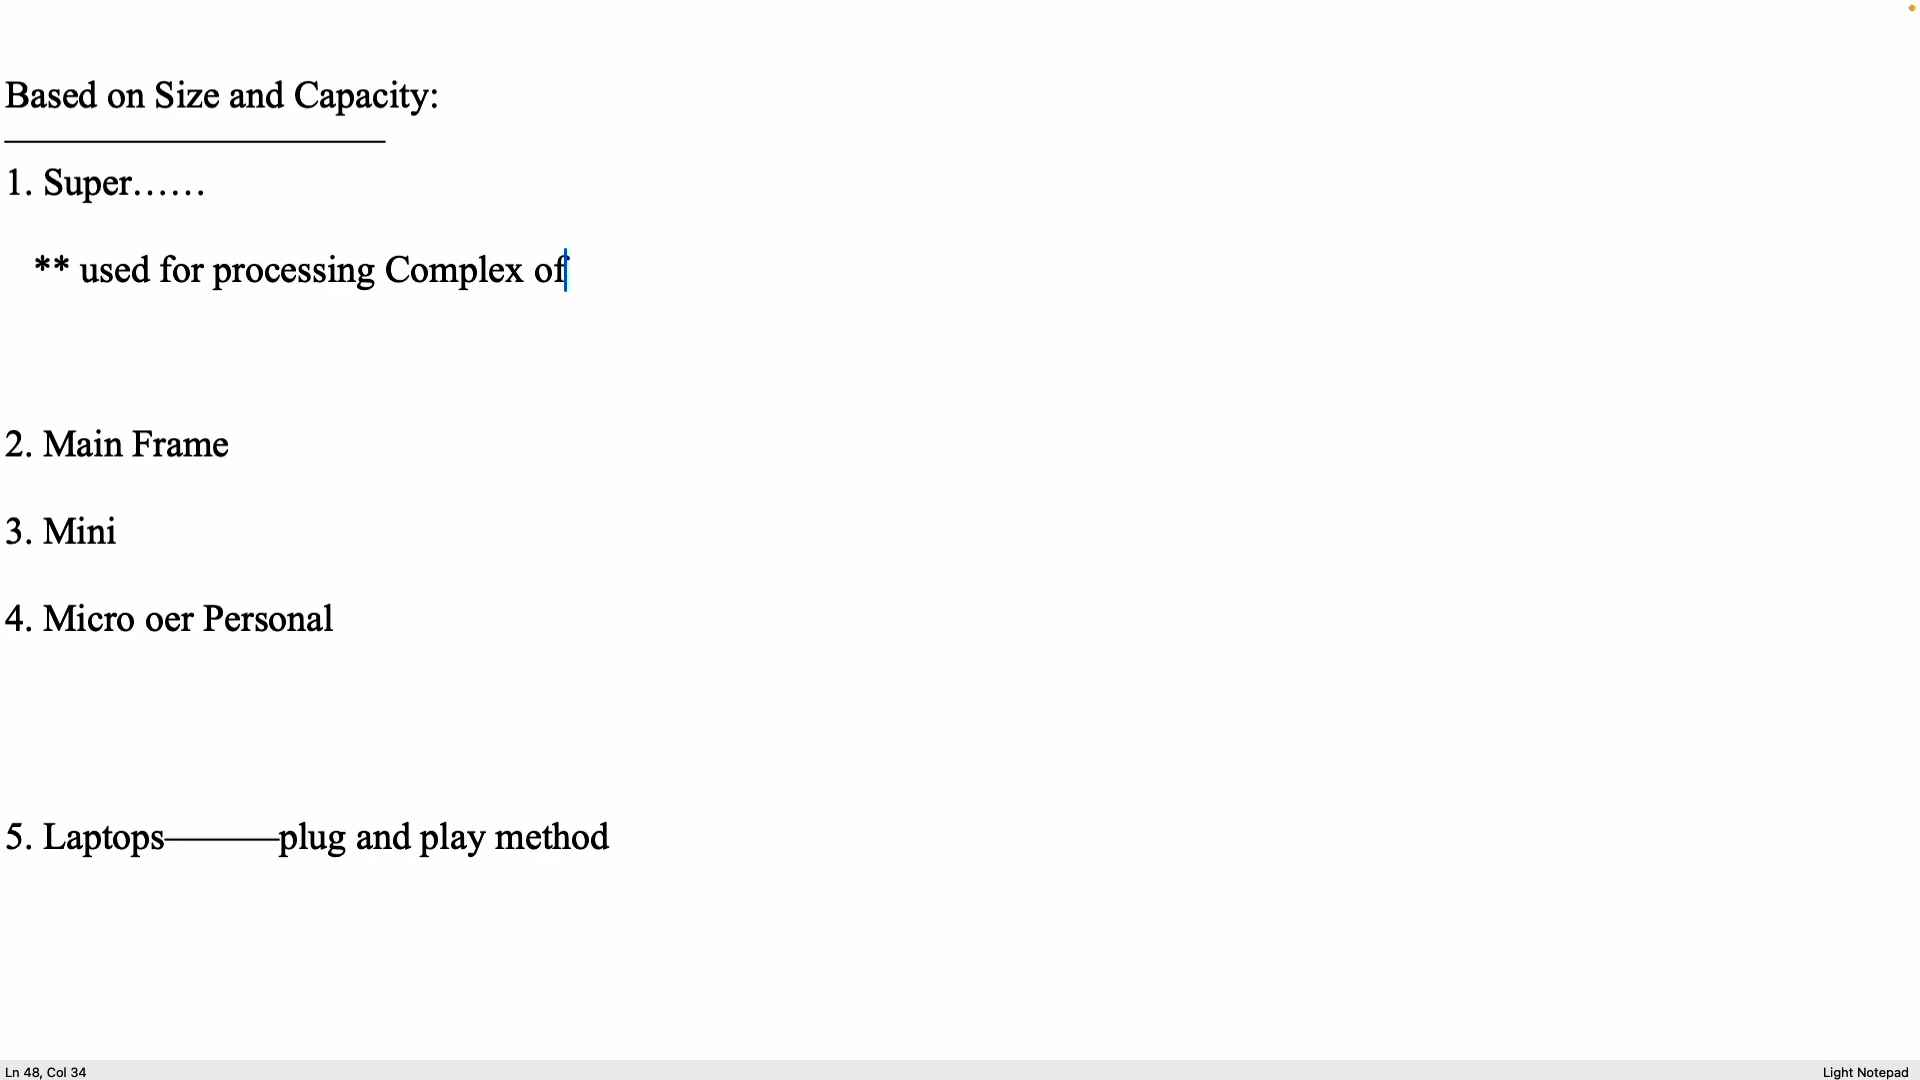 Based on Size and Capacity:
————————————
1. Super……
** used for processing Complex of
2. Main Frame
3. Mini
4. Micro oer Personal
5. Laptops———plug and play method
Ln 48, Col 34
Light Notepad